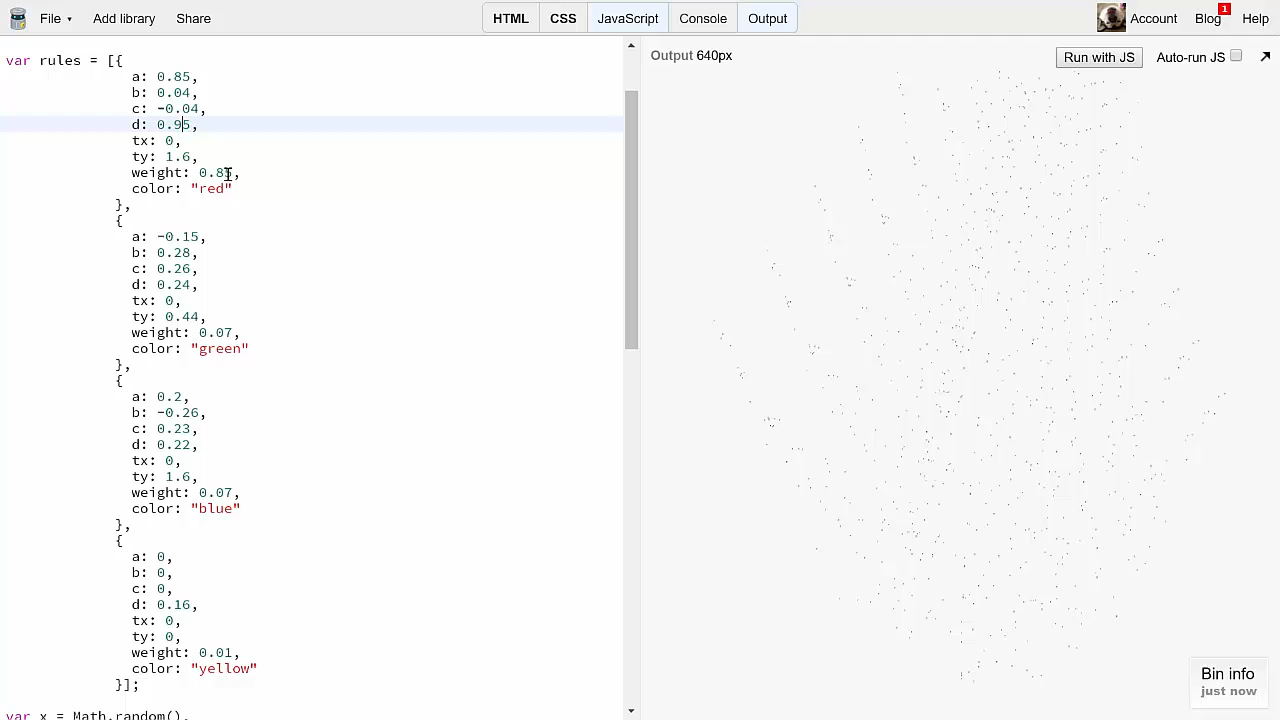 File ▾ Add library Share HTML CSS JavaScript Console Output Account Blog 1 Help
var rules = [{
a: 0.85,
b: 0.04,
c: -0.04,
d: 0.95,
tx: 0,
ty: 1.6,
weight: 0.85,
color: "red"
},
{
a: -0.15,
b: 0.28,
c: 0.26,
d: 0.24,
tx: 0,
ty: 0.44,
weight: 0.07,
color: "green"
},
{
a: 0.2,
b: -0.26,
c: 0.23,
d: 0.22,
tx: 0,
ty: 1.6,
weight: 0.07,
color: "blue"
},
{
a: 0,
b: 0,
c: 0,
d: 0.16,
tx: 0,
ty: 0,
weight: 0.01,
color: "yellow"
}];
var x = Math.random(),
Output 640px
Run with JS
Auto-run JS
Bin info
just now